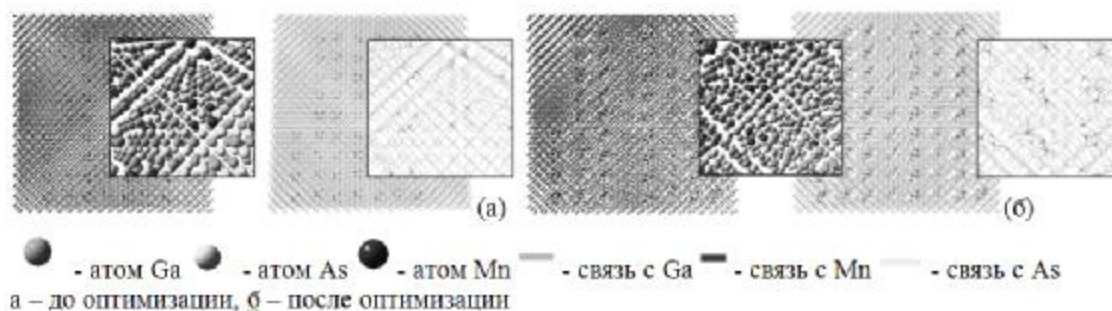 (а)
(б)
- атом Ga - атом As - атом Mn - связь с Ga - связь с Mn - связь с As
а – до оптимизации, б – после оптимизации